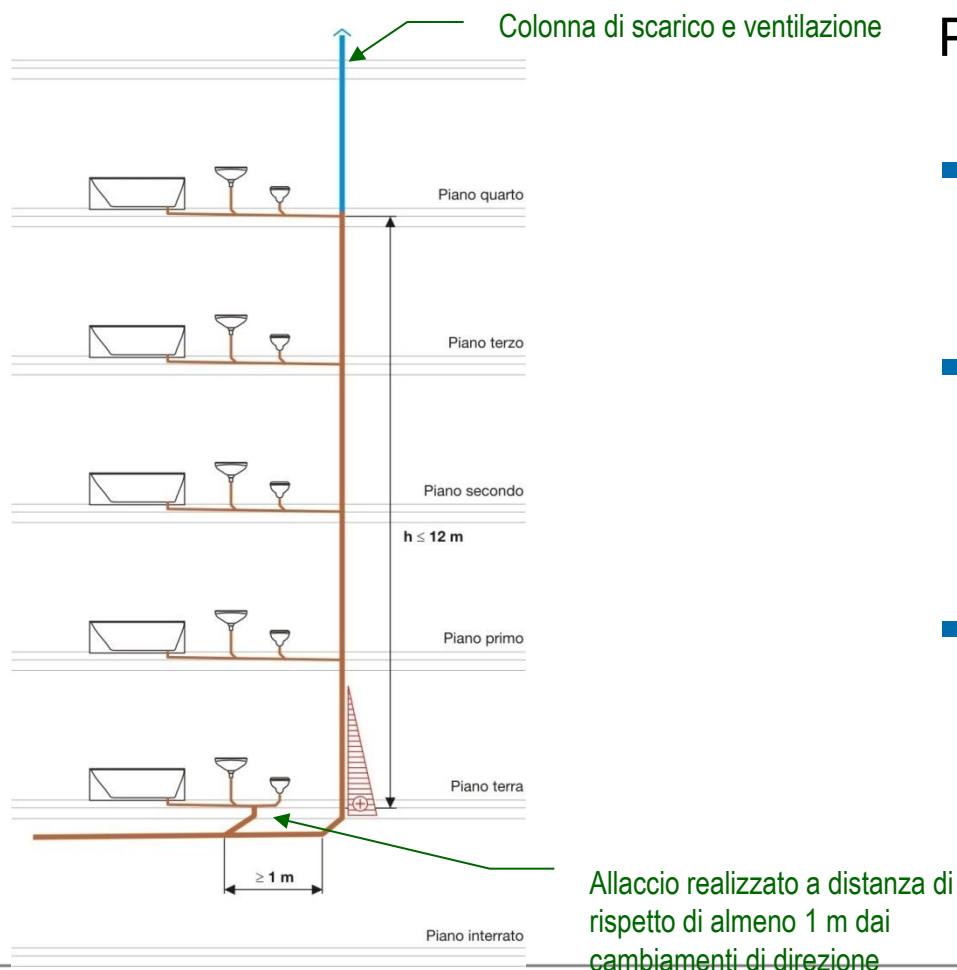 Colonna di scarico e ventilazione
P
Piano quarto
Piano terzo
Piano secondo
h ≤ 12 m
Piano primo
Piano terra
≥ 1 m
Allaccio realizzato a distanza di
rispetto di almeno 1 m dai
cambiamenti di direzione
Piano interrato